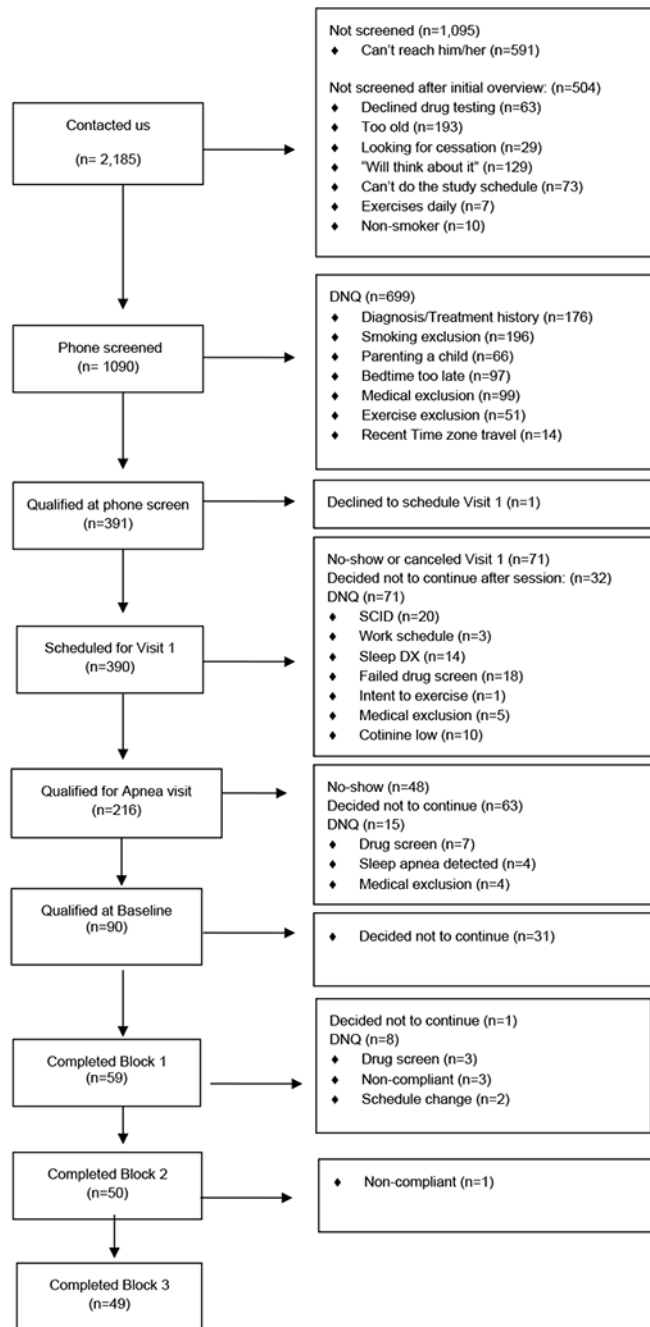 Contacted us
(n= 2,185)
Not screened (n=1,095)
♦ Can't reach him/her (n=591)
Not screened after initial overview: (n=504)
♦ Declined drug testing (n=63)
♦ Too old (n=193)
♦ Looking for cessation (n=29)
♦ "Will think about it" (n=129)
♦ Can't do the study schedule (n=73)
♦ Exercises daily (n=7)
♦ Non-smoker (n=10)
Phone screened
(n= 1090)
DNQ (n=699)
♦ Diagnosis/Treatment history (n=176)
♦ Smoking exclusion (n=196)
♦ Parenting a child (n=66)
♦ Bedtime too late (n=97)
♦ Medical exclusion (n=99)
♦ Exercise exclusion (n=51)
♦ Recent Time zone travel (n=14)
Qualified at phone screen
(n=391)
Declined to schedule Visit 1 (n=1)
Scheduled for Visit 1
(n=390)
No-show or canceled Visit 1 (n=71)
Decided not to continue after session: (n=32)
DNQ (n=71)
♦ SCID (n=20)
♦ Work schedule (n=3)
♦ Sleep DX (n=14)
♦ Failed drug screen (n=18)
♦ Intent to exercise (n=1)
♦ Medical exclusion (n=5)
♦ Cotinine low (n=10)
Qualified for Apnea visit
(n=216)
No-show (n=48)
Decided not to continue (n=63)
DNQ (n=15)
♦ Drug screen (n=7)
♦ Sleep apnea detected (n=4)
♦ Medical exclusion (n=4)
Qualified at Baseline
(n=90)
♦ Decided not to continue (n=31)
Completed Block 1
(n=59)
Decided not to continue (n=1)
DNQ (n=8)
♦ Drug screen (n=3)
♦ Non-compliant (n=3)
♦ Schedule change (n=2)
Completed Block 2
(n=50)
♦ Non-compliant (n=1)
Completed Block 3
(n=49)